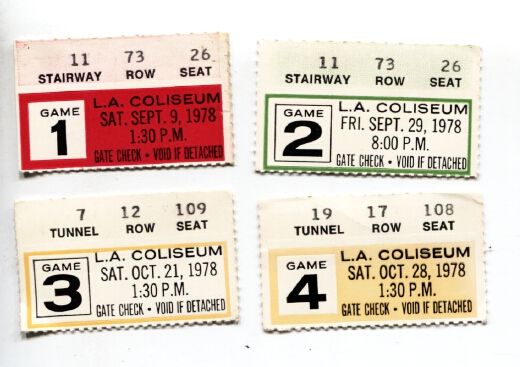 11 73 26
STAIRWAY ROW SEAT
GAME
1
L.A. COLISEUM
SAT. SEPT. 9, 1978
1:30 P.M.
GATE CHECK • VOID IF DETACHED
11 73 26
STAIRWAY ROW SEAT
GAME
2
L.A. COLISEUM
FRI. SEPT. 29, 1978
8:00 P.M.
GATE CHECK • VOID IF DETACHED
7 12 109
TUNNEL ROW SEAT
GAME
3
L.A. COLISEUM
SAT. OCT. 21, 1978
1:30 P.M.
GATE CHECK • VOID IF DETACHED
19 17 108
TUNNEL ROW SEAT
GAME
4
L.A. COLISEUM
SAT. OCT. 28, 1978
1:30 P.M.
GATE CHECK • VOID IF DETACHED